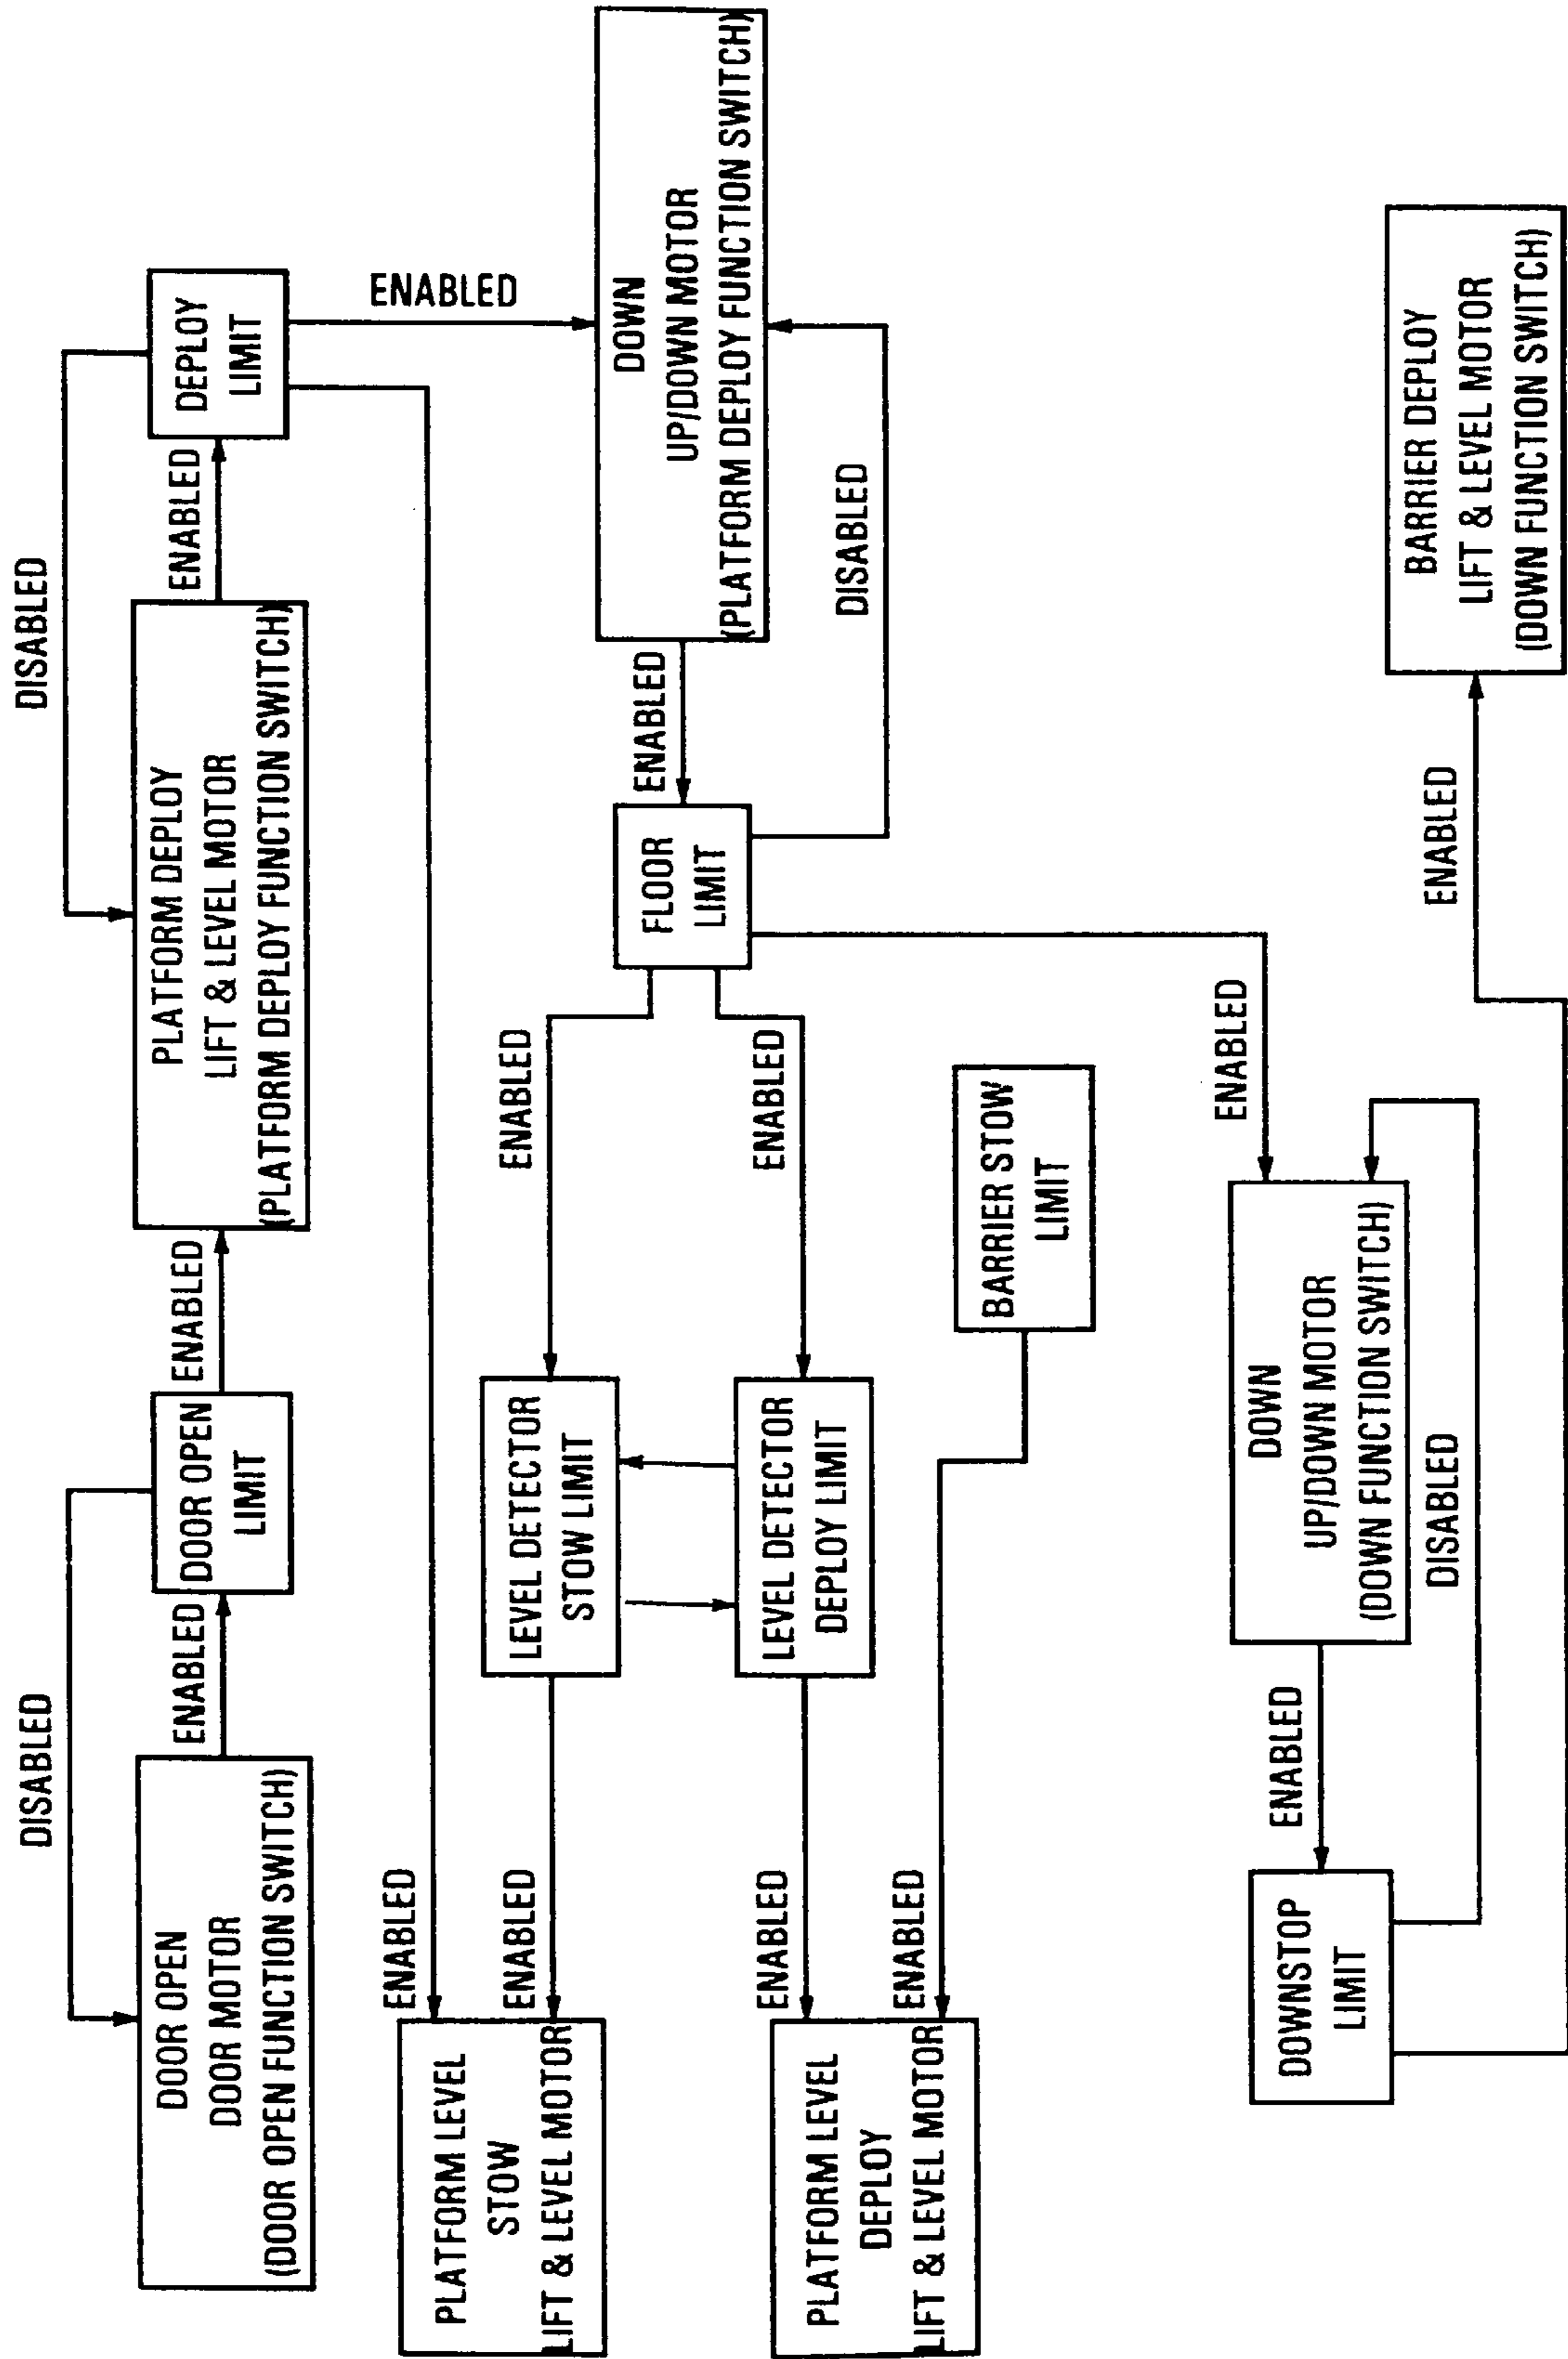 DISABLED
DISABLED
DOOR OPEN
DOOR MOTOR
(DOOR OPEN FUNCTION SWITCH)
ENABLED
DOOR OPEN
LIMIT
ENABLED
PLATFORM DEPLOY
LIFT & LEVEL MOTOR
(PLATFORM DEPLOY FUNCTION SWITCH)
ENABLED
DEPLOY
LIMIT
ENABLED
PLATFORM LEVEL
STOW
LIFT & LEVEL MOTOR
ENABLED
ENABLED
LEVEL DETECTOR
STOW LIMIT
ENABLED
FLOOR
LIMIT
ENABLED
DOWN
UP/DOWN MOTOR
(PLATFORM DEPLOY FUNCTION SWITCH)
DISABLED
PLATFORM LEVEL
DEPLOY
LIFT & LEVEL MOTOR
ENABLED
ENABLED
LEVEL DETECTOR
DEPLOY LIMIT
ENABLED
BARRIER STOW
LIMIT
ENABLED
DOWNSTOP
LIMIT
ENABLED
DOWN
UP/DOWN MOTOR
(DOWN FUNCTION SWITCH)
DISABLED
ENABLED
BARRIER DEPLOY
LIFT & LEVEL MOTOR
(DOWN FUNCTION SWITCH)